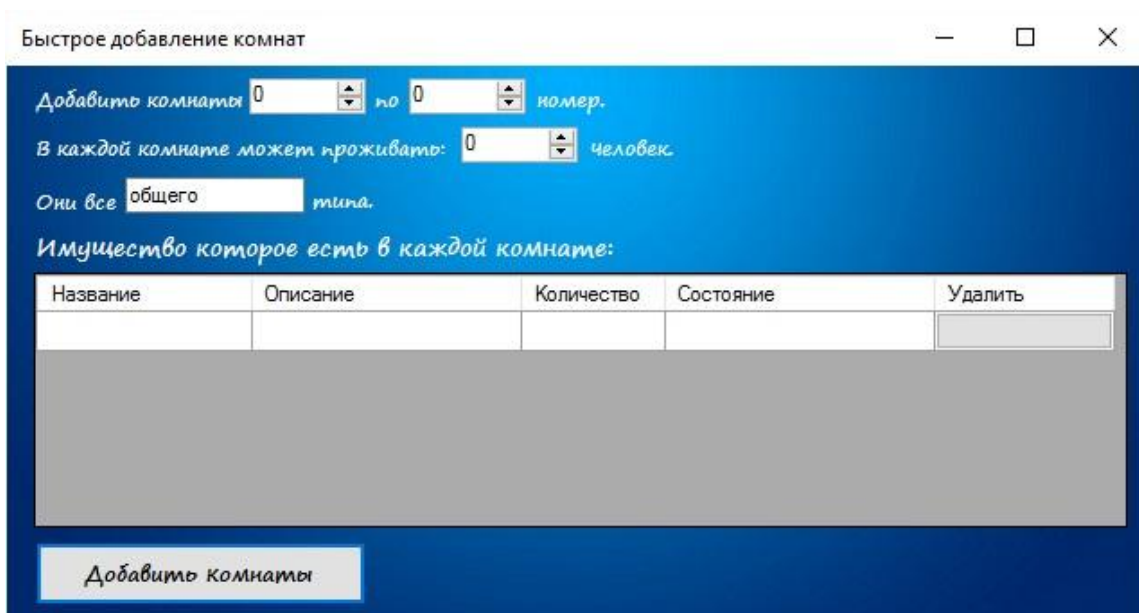 Быстрое добавление комнат
Добавить комнаты 0 по 0 номер.
В каждой комнате может проживать: 0 человек.
Они все общего типа.
Имущество которое есть в каждой комнате:
Название Описание Количество Состояние Удалить
Добавить комнаты